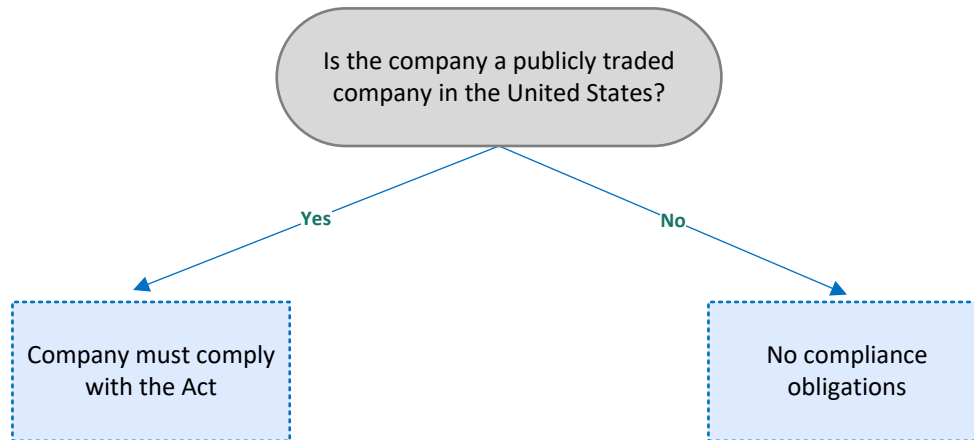 Is the company a publicly traded
company in the United States?
Yes
No
Company must comply
with the Act
No compliance
obligations